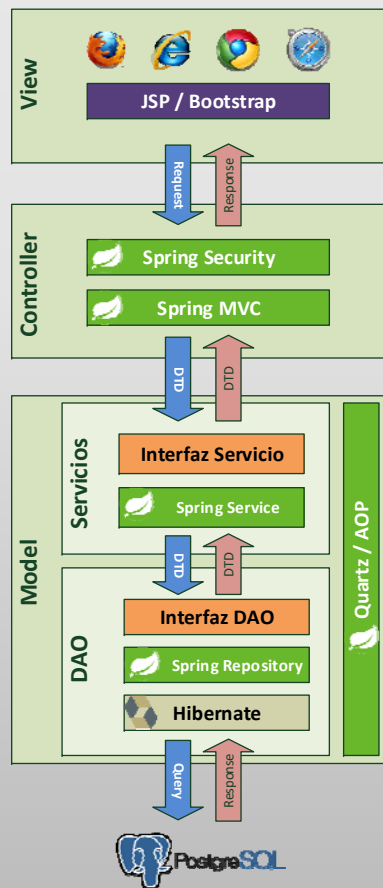 View
JSP / Bootstrap
Request
Response
Controller
Spring Security
Spring MVC
DTD
DTD
Model
Servicios
Interfaz Servicio
Spring Service
DTD
DTD
DAO
Interfaz DAO
Spring Repository
Hibernate
Quartz / AOP
Query
Response
PostgreSQL